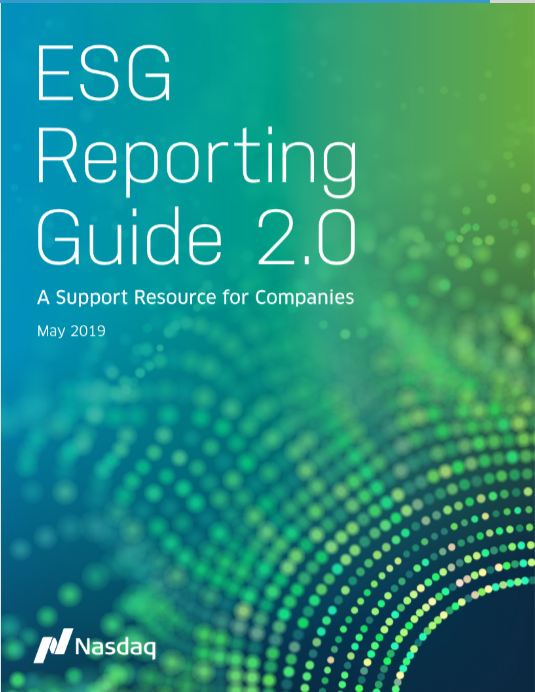 ESG
Reporting
Guide 2.0
A Support Resource for Companies
May 2019
Nasdaq